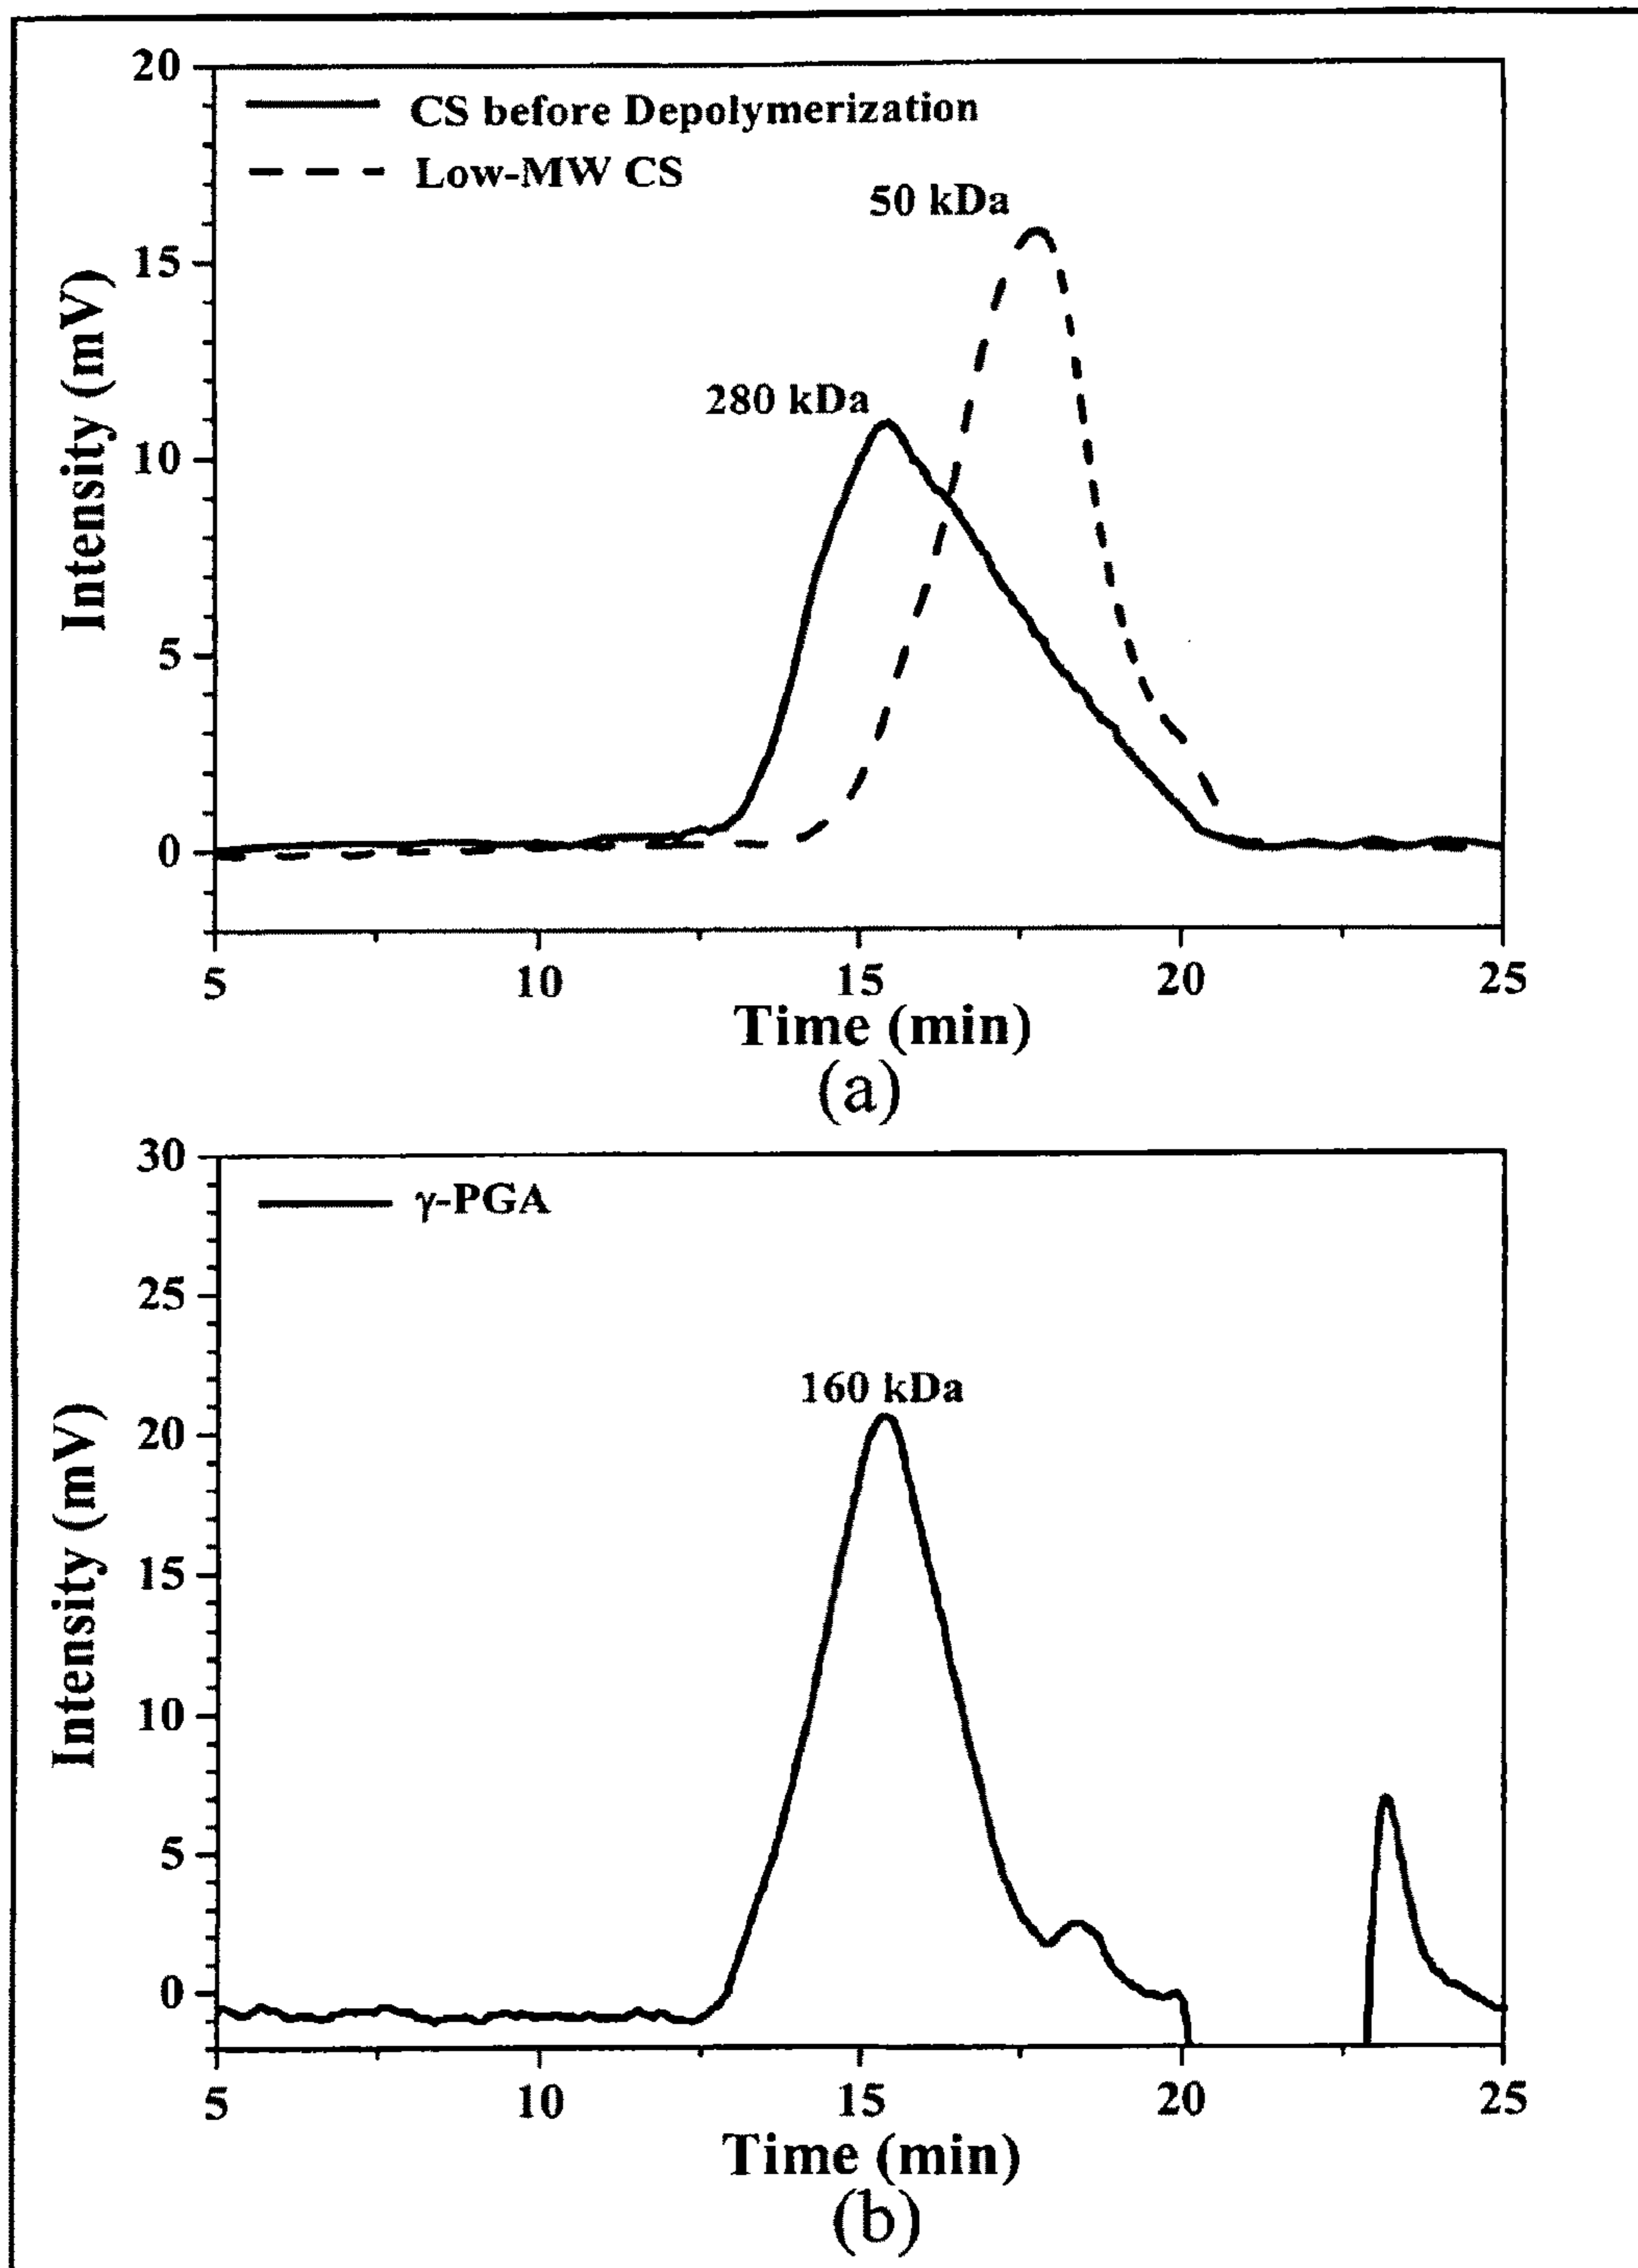 20
CS before Depolymerization
Low-MW CS
50 kDa
15
280 kDa
10
5
0
Intensity (mV)
5 10 15 20 25
Time (min)
(a)
30
γ-PGA
25
160 kDa
20
15
10
5
0
Intensity (mV)
5 10 15 20 25
Time (min)
(b)